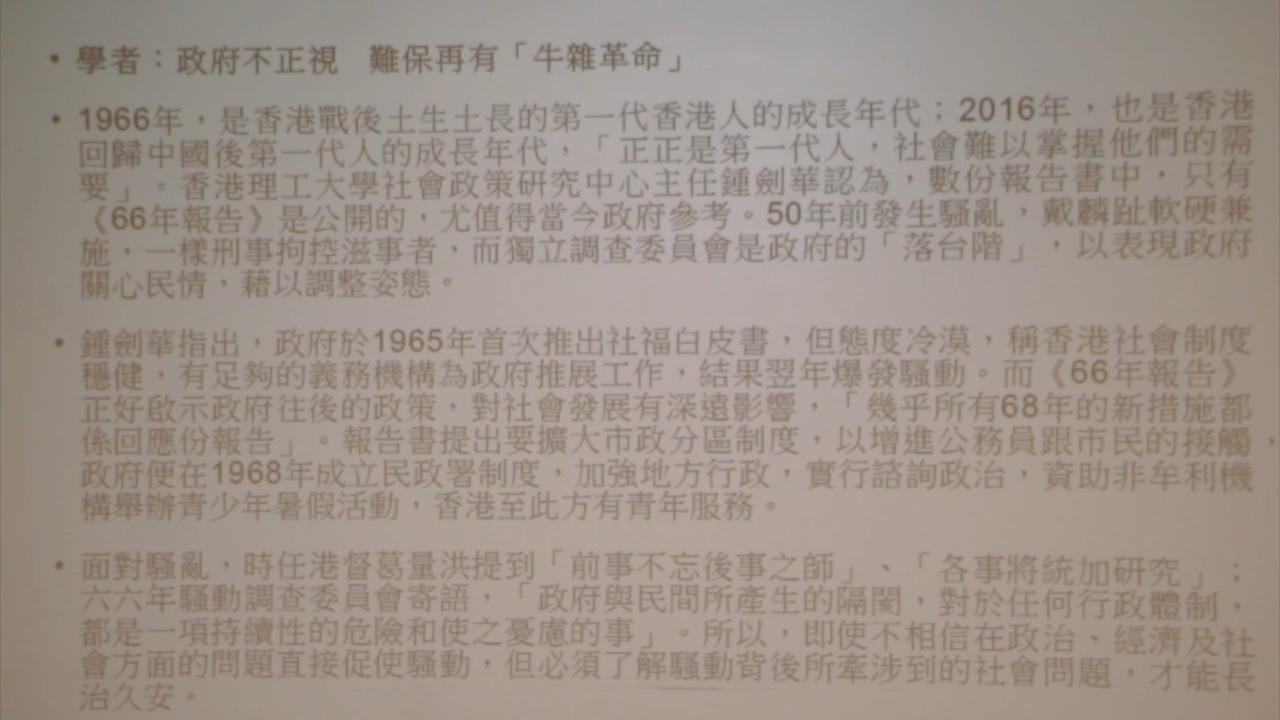 • 學者：政府不正視　難保再有「牛雜革命」
• 1966年，是香港戰後土生土長的第一代香港人的成長年代；2016年，也是香港
回歸中國後第一代人的成長年代，「正正是第一代人，社會難以掌握他們的需
要」。香港理工大學社會政策研究中心主任鍾劍華認為，數份報告書中，只有
《66年報告》是公開的，尤值得當今政府參考。50年前發生騷亂，戴麟趾軟硬兼
施，一樣刑事拘控滋事者，而獨立調查委員會是政府的「落台階」，以表現政府
關心民情，藉以調整姿態。
• 鍾劍華指出，政府於1965年首次推出社福白皮書，但態度冷漠，稱香港社會制度
穩健，有足夠的義務機構為政府推展工作，結果翌年爆發騷動。而《66年報告》
正好啟示政府往後的政策，對社會發展有深遠影響，「幾乎所有68年的新措施都
係回應份報告」。報告書提出要擴大市政分區制度，以增進公務員跟市民的接觸，
政府便在1968年成立民政署制度，加強地方行政，實行諮詢政治，資助非牟利機
構舉辦青少年暑假活動，香港至此方有青年服務。
• 面對騷亂，時任港督葛量洪提到「前事不忘後事之師」、「各事將統加研究」；
六六年騷動調查委員會寄語，「政府與民間所產生的隔閡，對於任何行政體制，
都是一項持續性的危險和使之憂慮的事」。所以，即使不相信在政治、經濟及社
會方面的問題直接促使騷動，但必須了解騷動背後所牽涉到的社會問題，才能長
治久安。